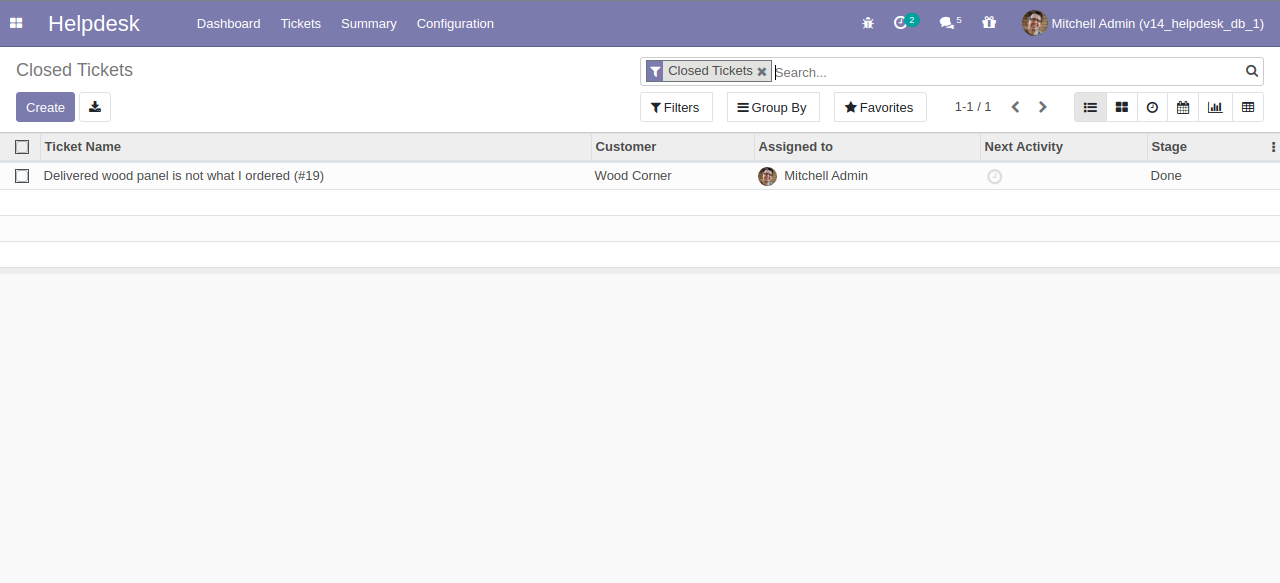 Helpdesk Dashboard Tickets Summary Configuration 2 5 Mitchell Admin (v14_helpdesk_db_1)
Closed Tickets Closed Tickets Search...
Create Filters Group By Favorites 1-1 / 1
Ticket Name Customer Assigned to Next Activity Stage
Delivered wood panel is not what I ordered (#19) Wood Corner Mitchell Admin Done